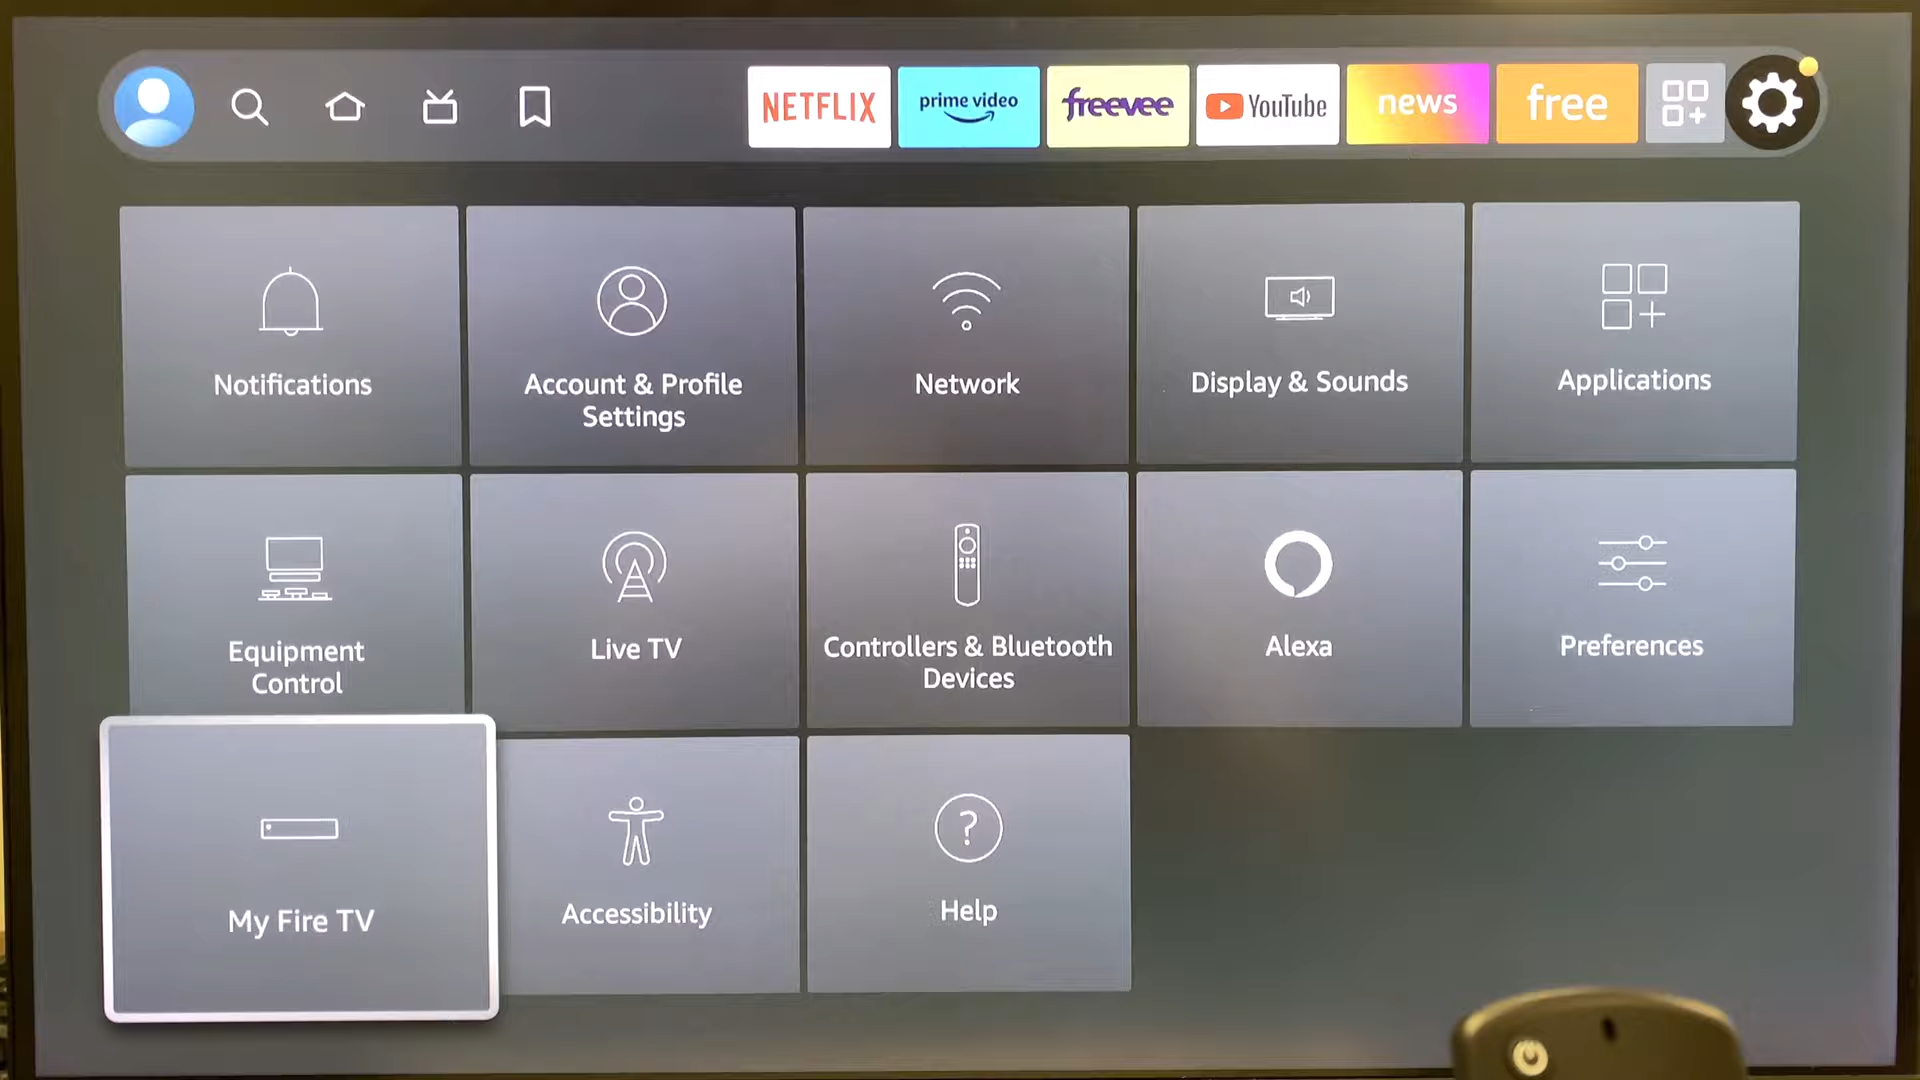 NETFLIX
prime video
freevee
YouTube
news
free
Notifications
Account & Profile
Settings
Network
Display & Sounds
Applications
Equipment
Control
Live TV
Controllers & Bluetooth
Devices
Alexa
Preferences
My Fire TV
Accessibility
?
Help